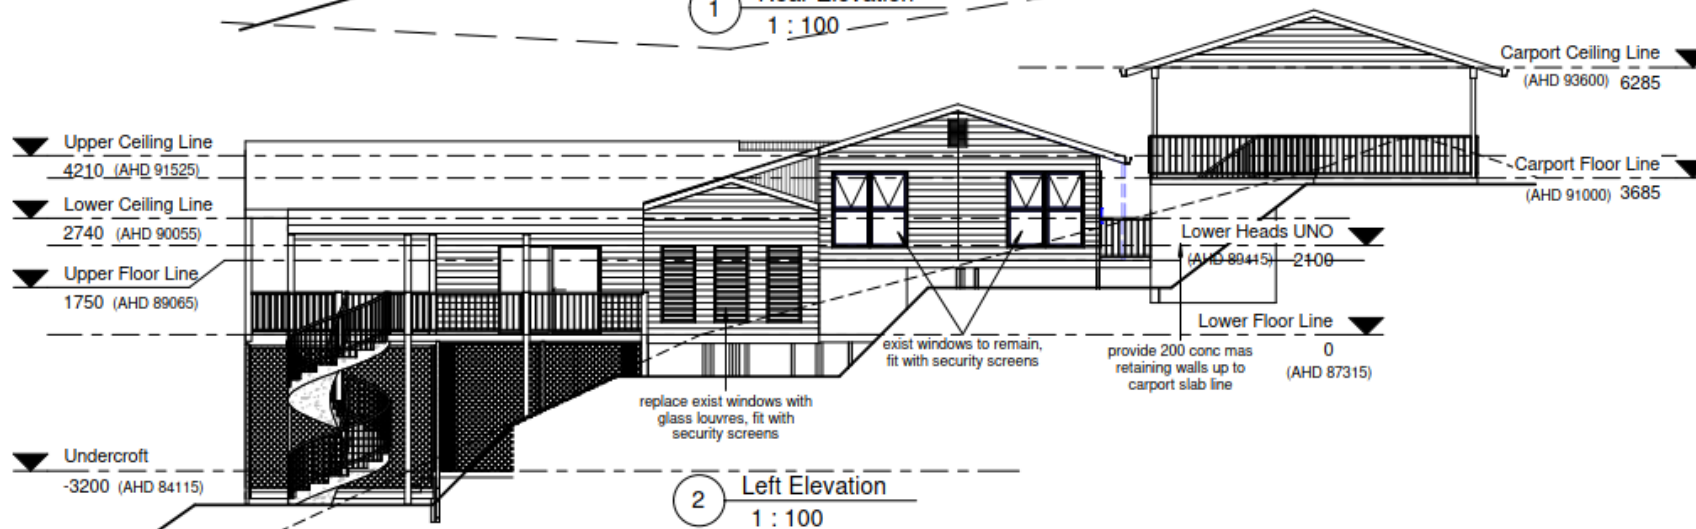 Rear Elevation
1
1 : 100
Carport Ceiling Line
(AHD 93600) 6285
Upper Ceiling Line
4210 (AHD 91525)
Carport Floor Line
(AHD 91000) 3685
Lower Ceiling Line
2740 (AHD 90055)
Lower Heads UNO
(AHD 89415) 2100
Upper Floor Line
1750 (AHD 89065)
Lower Floor Line
0
(AHD 87315)
exist windows to remain,
fit with security screens
provide 200 conc mas
retaining walls up to
carport slab line
replace exist windows with
glass louvres, fit with
security screens
Undercroft
-3200 (AHD 84115)
2
Left Elevation
1 : 100